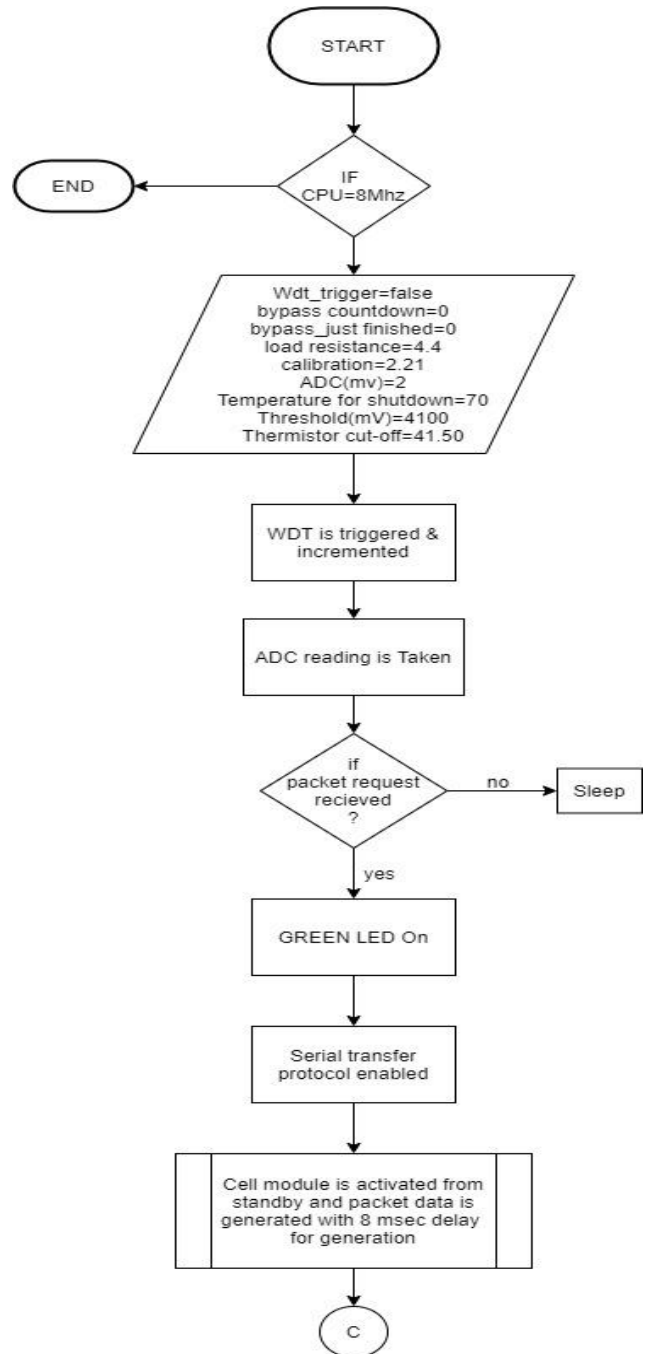 START
IF
CPU=8Mhz
END
Wdt_trigger=false
bypass countdown=0
bypass_just finished=0
load resistance=4.4
calibration=2.21
ADC(mv)=2
Temperature for shutdown=70
Threshold(mV)=4100
Thermistor cut-off=41.50
WDT is triggered &
incremented
ADC reading is Taken
if
packet request
recieved
?
no
Sleep
yes
GREEN LED On
Serial transfer
protocol enabled
Cell module is activated from
standby and packet data is
generated with 8 msec delay
for generation
C